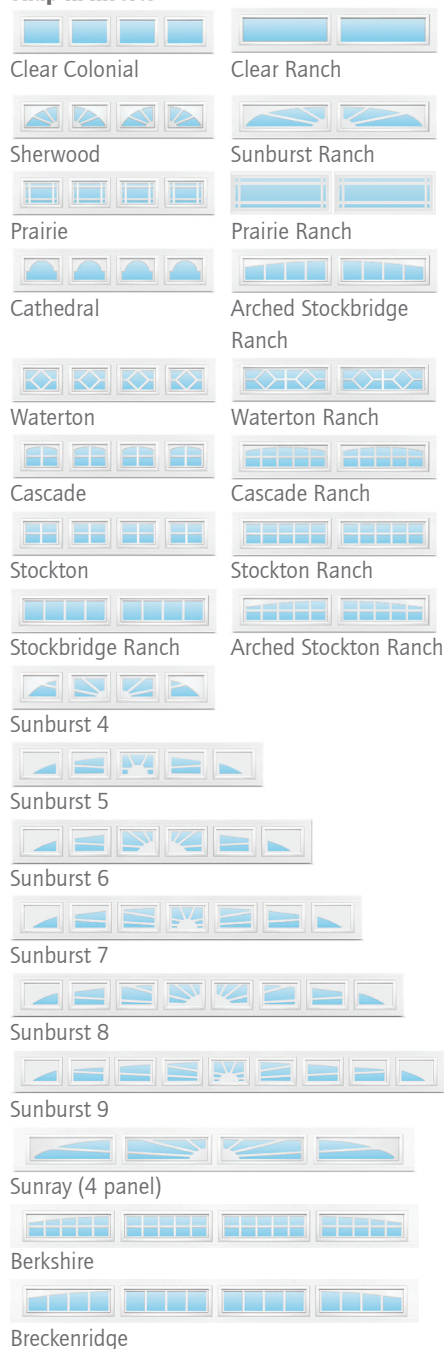 Clear Colonial
Clear Ranch
Sherwood
Sunburst Ranch
Prairie
Prairie Ranch
Cathedral
Arched Stockbridge
Ranch
Waterton
Waterton Ranch
Cascade
Cascade Ranch
Stockton
Stockton Ranch
Stockbridge Ranch
Arched Stockton Ranch
Sunburst 4
Sunburst 5
Sunburst 6
Sunburst 7
Sunburst 8
Sunburst 9
Sunray (4 panel)
Berkshire
Breckenridge